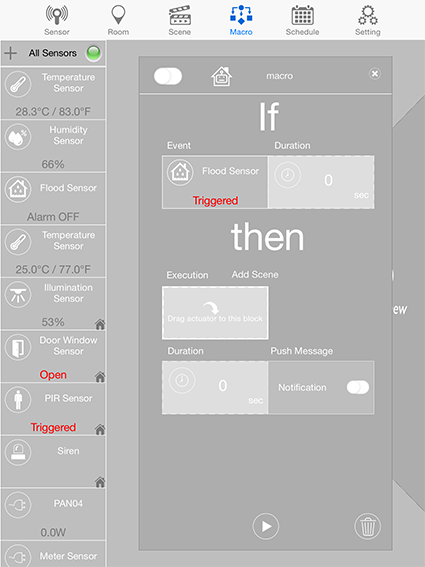 Sensor Room Scene Macro Schedule Setting
+ All Sensors
Temperature
Sensor
28.3°C / 83.0°F
Humidity
Sensor
66%
Flood Sensor
Alarm OFF
Temperature
Sensor
25.0°C / 77.0°F
Illumination
Sensor
53%
Door Window
Sensor
Open
PIR Sensor
Triggered
Siren
PAN04
0.0W
Meter Sensor
macro
If
Event Duration
Flood Sensor
Triggered
0
sec
then
Execution Add Scene
Drag actuator to this block
Duration Push Message
0
sec
Notification
ew